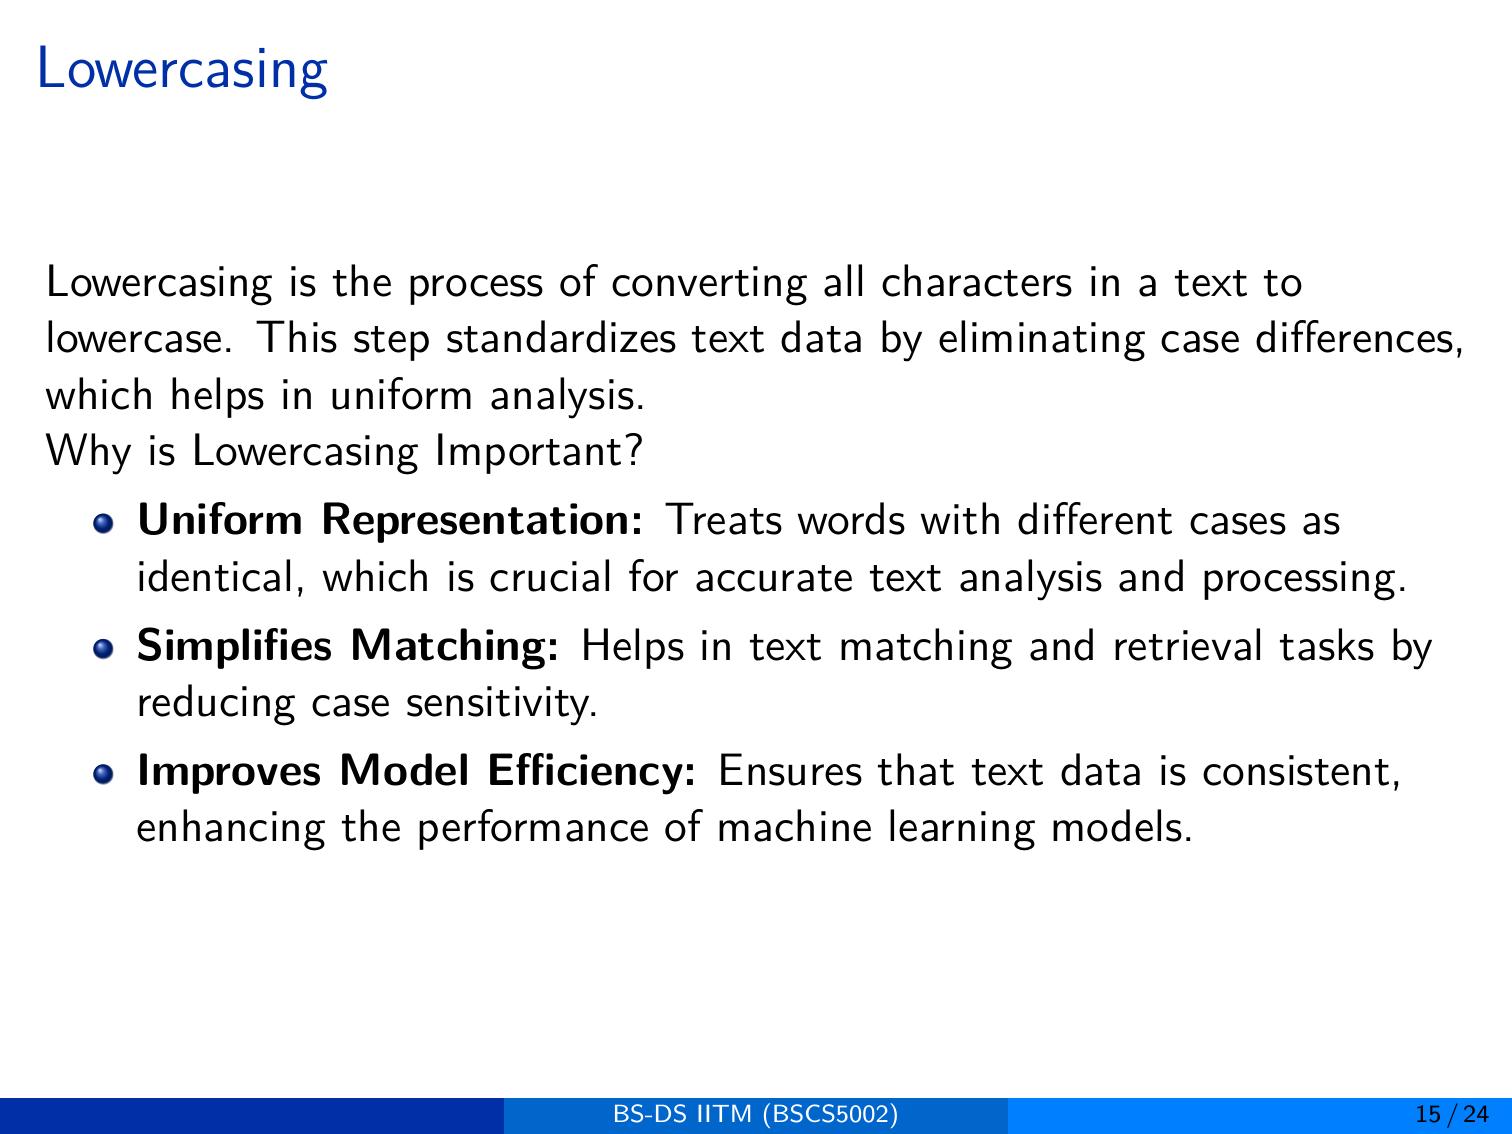 Lowercasing
Lowercasing is the process of converting all characters in a text to
lowercase. This step standardizes text data by eliminating case differences,
which helps in uniform analysis.
Why is Lowercasing Important?
Uniform Representation: Treats words with different cases as
identical, which is crucial for accurate text analysis and processing.
Simplifies Matching: Helps in text matching and retrieval tasks by
reducing case sensitivity.
Improves Model Efficiency: Ensures that text data is consistent,
enhancing the performance of machine learning models.
BS-DS IITM (BSCS5002)
15 / 24